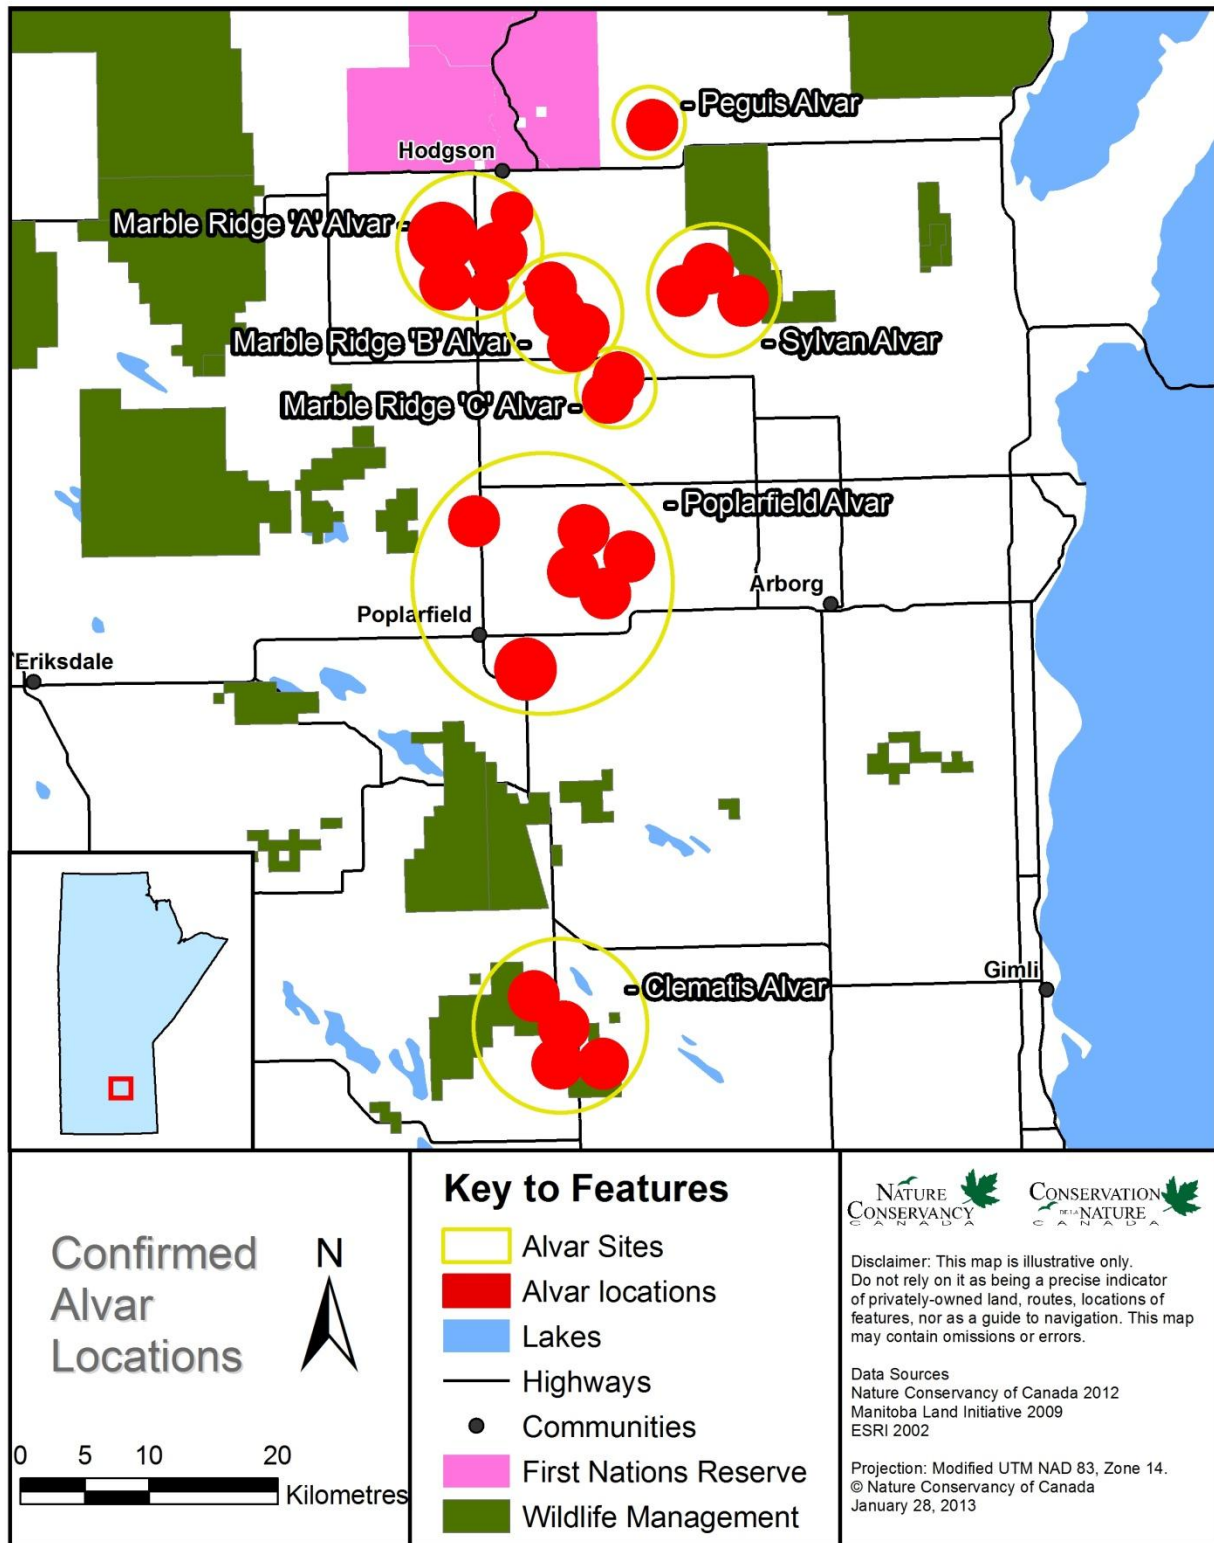 - Peguis Alvar
Hodgson
Marble Ridge 'A' Alvar -
Marble Ridge 'B' Alvar -
- Sylvan Alvar
Marble Ridge 'C' Alvar -
- Poplarfield Alvar
Arborg
Poplarfield
Eriksdale
- Clematis Alvar
Gimli
Confirmed
Alvar
Locations
N
0 5 10 20
Kilometres
Key to Features
Alvar Sites
Alvar locations
Lakes
Highways
Communities
First Nations Reserve
Wildlife Management
NATURE
CONSERVANCY
CANADA
CONSERVATION
DE LA NATURE
CANADA
Disclaimer: This map is illustrative only.
Do not rely on it as being a precise indicator
of privately-owned land, routes, locations of
features, nor as a guide to navigation. This map
may contain omissions or errors.
Data Sources
Nature Conservancy of Canada 2012
Manitoba Land Initiative 2009
ESRI 2002
Projection: Modified UTM NAD 83, Zone 14.
© Nature Conservancy of Canada
January 28, 2013